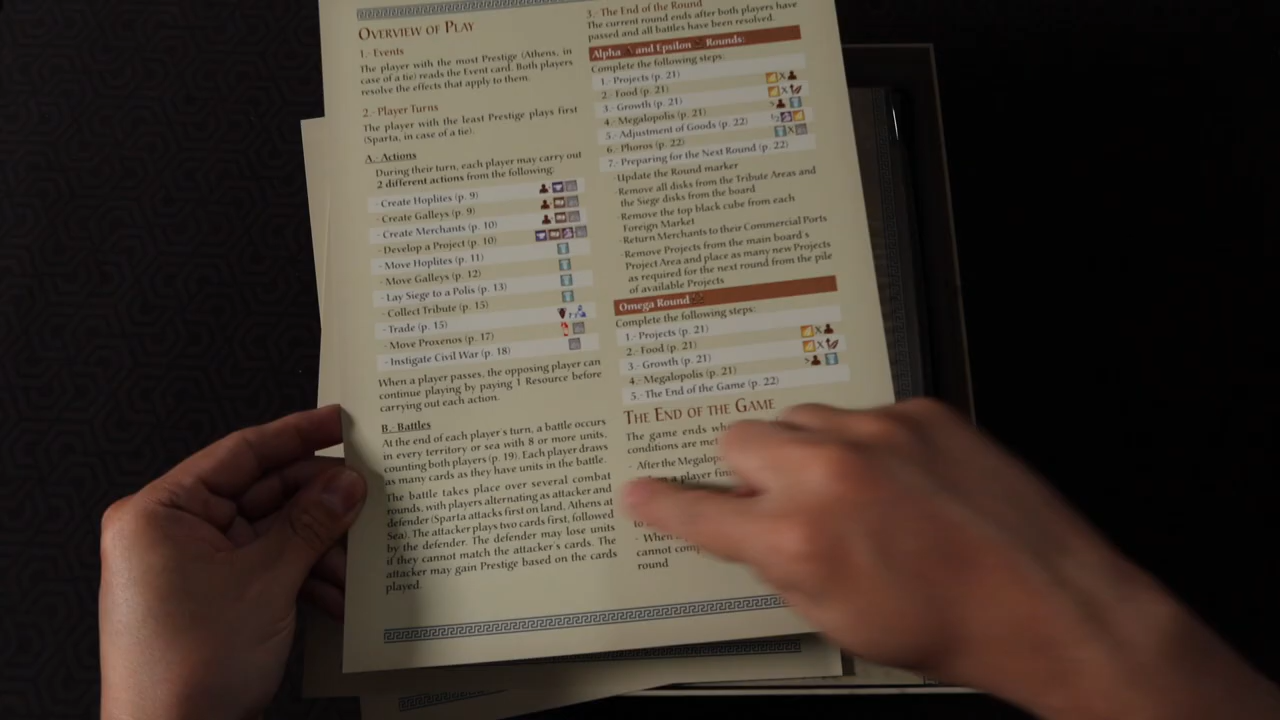 OVERVIEW OF PLAY
1.- Events
The player with the most Prestige (Athens, in
case of a tie) reads the Event card. Both players
resolve the effects that apply to them.
2.- Player Turns
The player with the least Prestige plays first
(Sparta, in case of a tie).
A.- Actions
During their turn, each player may carry out
2 different actions from the following:
- Create Hoplites (p. 9)
- Create Galleys (p. 9)
- Create Merchants (p. 10)
- Develop a Project (p. 10)
- Move Hoplites (p. 11)
- Move Galleys (p. 12)
- Lay Siege to a Polis (p. 13)
- Collect Tribute (p. 15)
- Trade (p. 15)
- Move Proxenos (p. 17)
- Instigate Civil War (p. 18)
When a player passes, the opposing player can
continue playing by paying 1 Resource before
carrying out each action.
B.- Battles
At the end of each player's turn, a battle occurs
in every territory or sea with 8 or more units,
counting both players (p. 19). Each player draws
as many cards as they have units in the battle.
The battle takes place over several combat
rounds, with players alternating as attacker and
defender (Sparta attacks first on land, Athens at
Sea). The attacker plays two cards first, followed
by the defender. The defender may lose units
if they cannot match the attacker's cards. The
attacker may gain Prestige based on the cards
played.
3.- The End of the Round
The current round ends after both players have
passed and all battles have been resolved.
Alpha and Epsilon Rounds:
Complete the following steps:
1.- Projects (p. 21)
2.- Food (p. 21)
3.- Growth (p. 21)
4.- Megalopolis (p. 21)
5.- Adjustment of Goods (p. 22)
6.- Phoros (p. 22)
7.- Preparing for the Next Round (p. 22)
-Update the Round marker
-Remove all disks from the Tribute Areas and
the Siege disks from the board
-Remove the top black cube from each
Foreign Market
-Return Merchants to their Commercial Ports
-Remove Projects from the main board's
Project Area and place as many new Projects
as required for the next round from the pile
of available Projects
Omega Round
Complete the following steps:
1.- Projects (p. 21)
2.- Food (p. 21)
3.- Growth (p. 21)
4.- Megalopolis (p. 21)
5.- The End of the Game (p. 22)
THE END OF THE GAME
The game ends
conditions are met
- After the
a player
to
- When
cannot
round